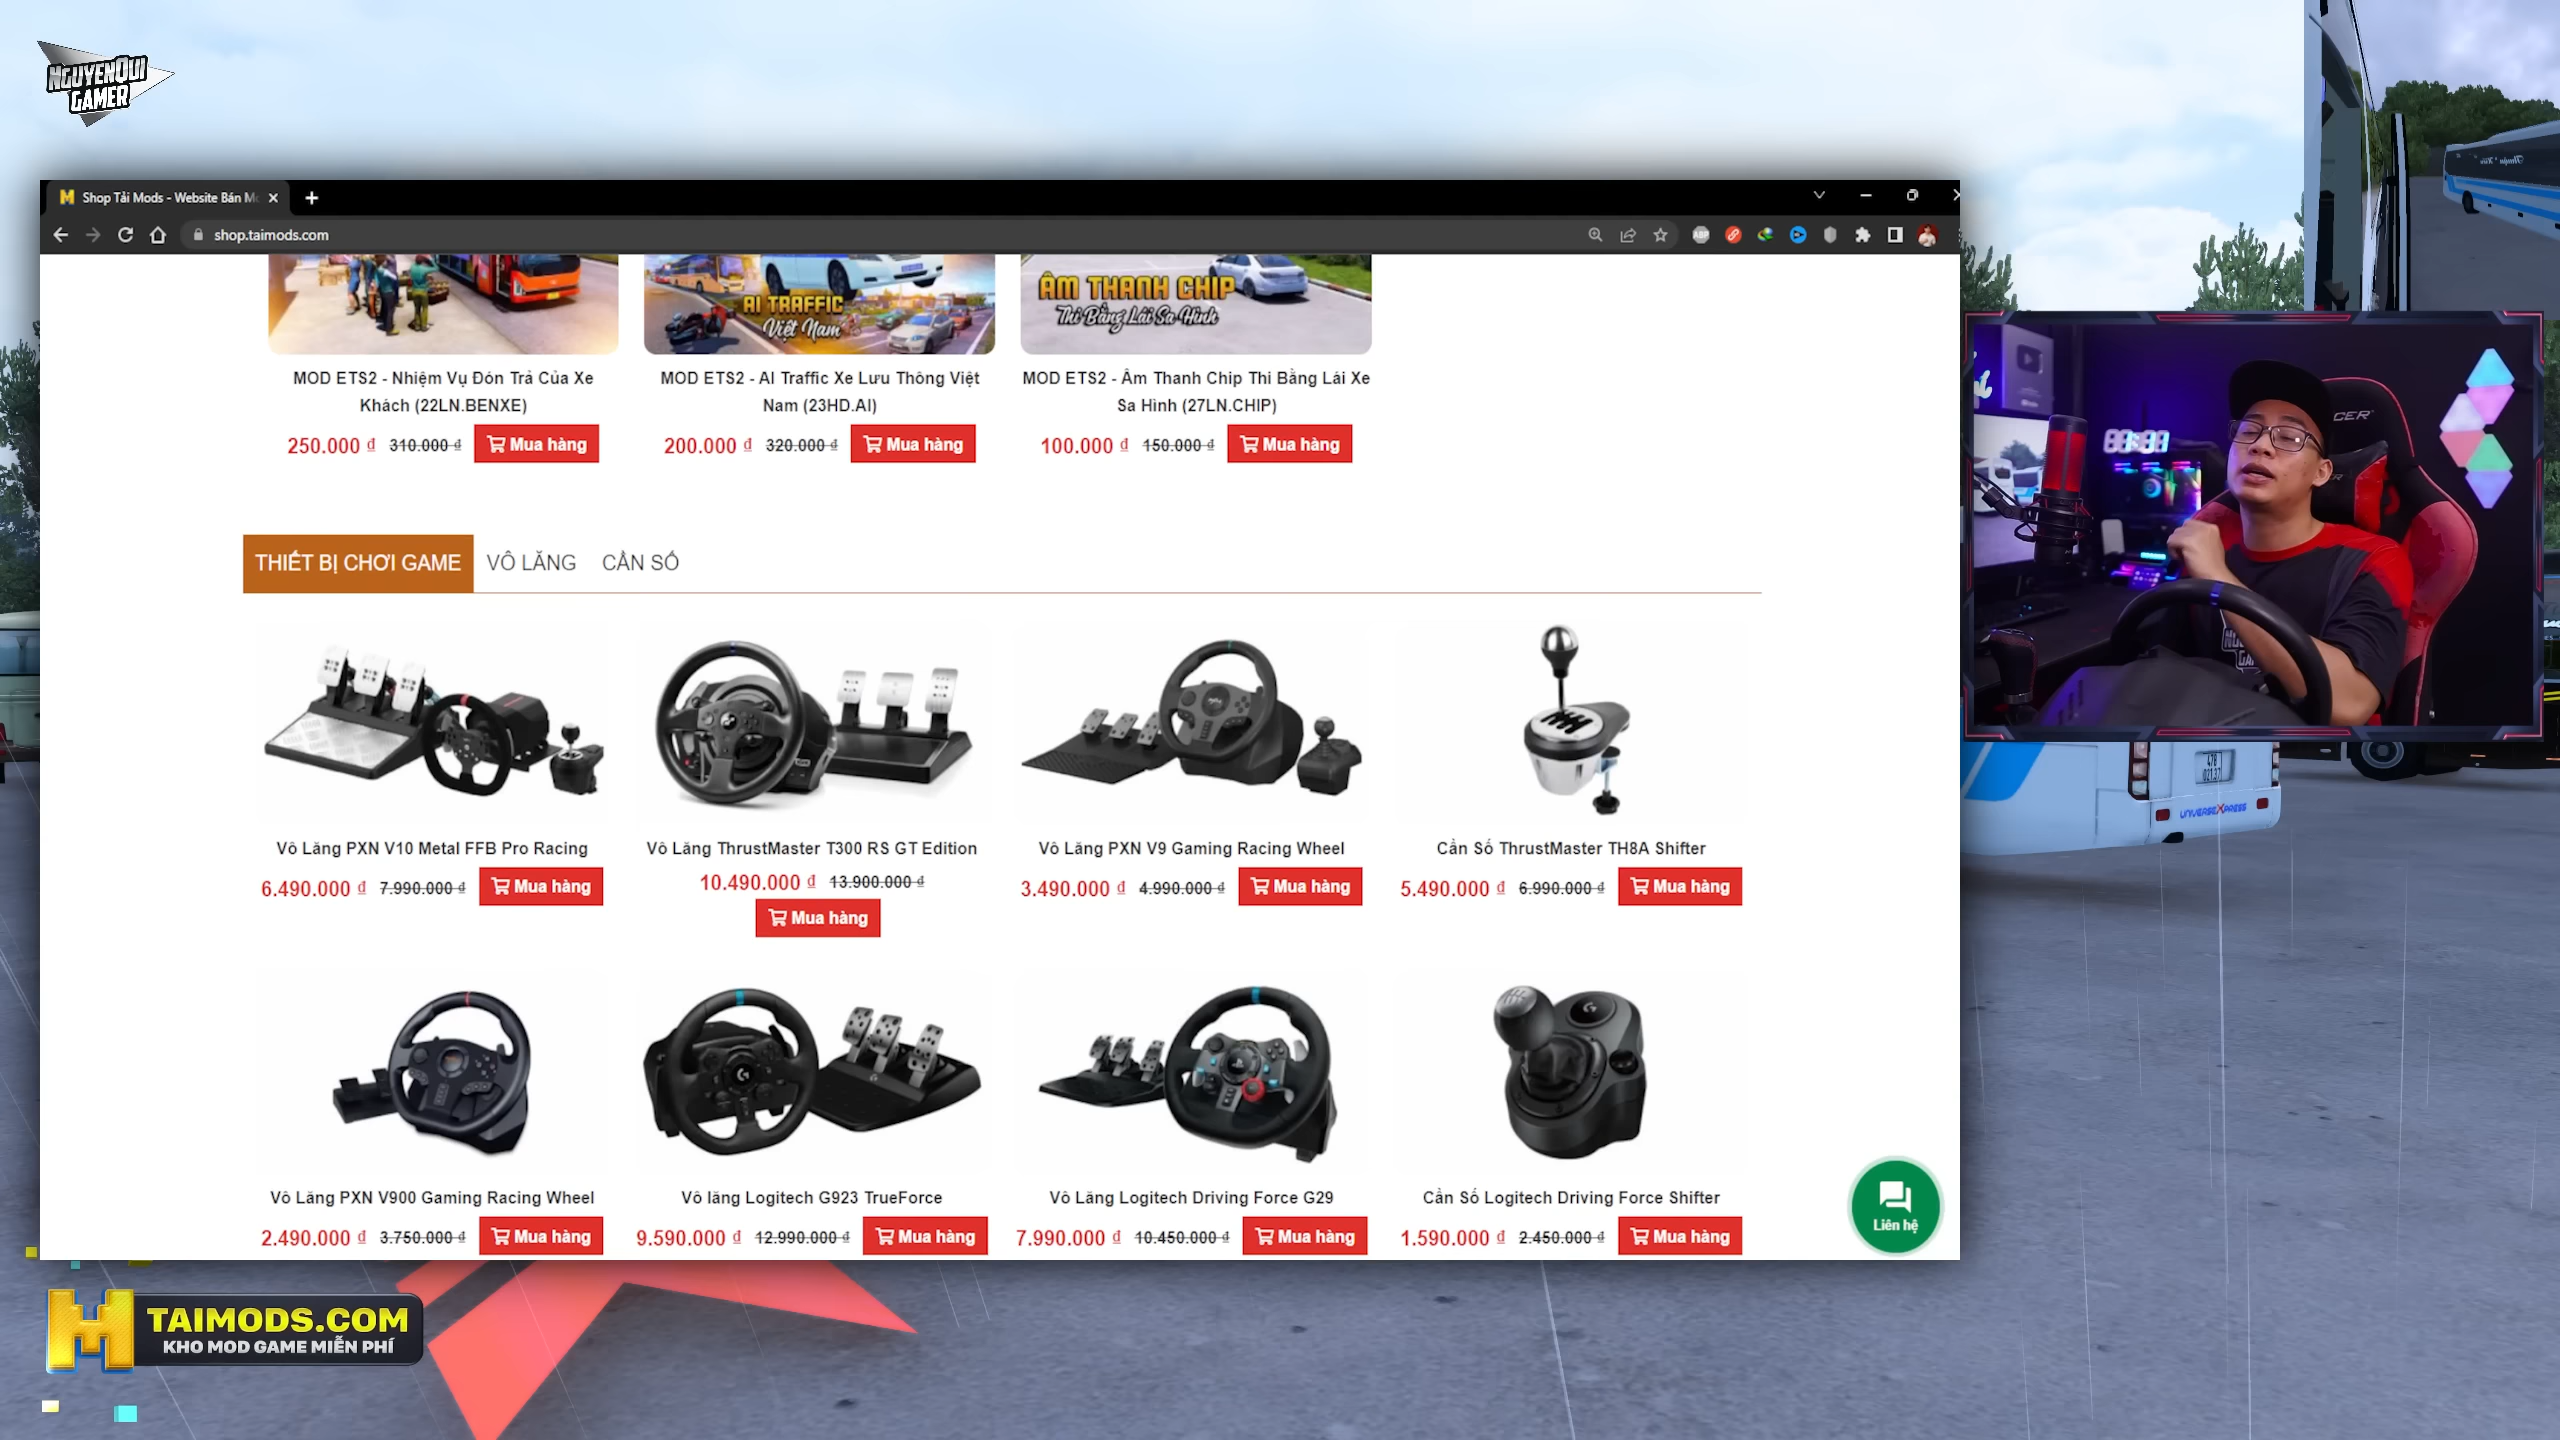 NGUYENQUI
GAMER
Shop Tải Mods - Website Bán Mo
shop.taimods.com
ABP
AI TRAFFIC
Việt Nam
ÂM THANH CHIP
Thi Bằng Lái Sa Hình
MOD ETS2 - Nhiệm Vụ Đón Trả Của Xe
Khách (22LN.BENXE)
250.000 đ 310.000 đ Mua hàng
MOD ETS2 - AI Traffic Xe Lưu Thông Việt
Nam (23HD.AI)
200.000 đ 320.000 đ Mua hàng
MOD ETS2 - Âm Thanh Chip Thi Bằng Lái Xe
Sa Hình (27LN.CHIP)
100.000 đ 150.000 đ Mua hàng
THIẾT BỊ CHƠI GAME VÔ LĂNG CẦN SỐ
Vô Lăng PXN V10 Metal FFB Pro Racing
6.490.000 đ 7.990.000 đ Mua hàng
Vô Lăng ThrustMaster T300 RS GT Edition
10.490.000 đ 13.900.000 đ
Mua hàng
Vô Lăng PXN V9 Gaming Racing Wheel
3.490.000 đ 4.990.000 đ Mua hàng
Cần Số ThrustMaster TH8A Shifter
5.490.000 đ 6.990.000 đ Mua hàng
Vô Lăng PXN V900 Gaming Racing Wheel
2.490.000 đ 3.750.000 đ Mua hàng
Vô lăng Logitech G923 TrueForce
9.590.000 đ 12.990.000 đ Mua hàng
Vô Lăng Logitech Driving Force G29
7.990.000 đ 10.450.000 đ Mua hàng
Cần Số Logitech Driving Force Shifter
1.590.000 đ 2.450.000 đ Mua hàng
Liên hệ
CER
UNIVERSEXPRESS
TAIMODS.COM
KHO MOD GAME MIỄN PHÍ